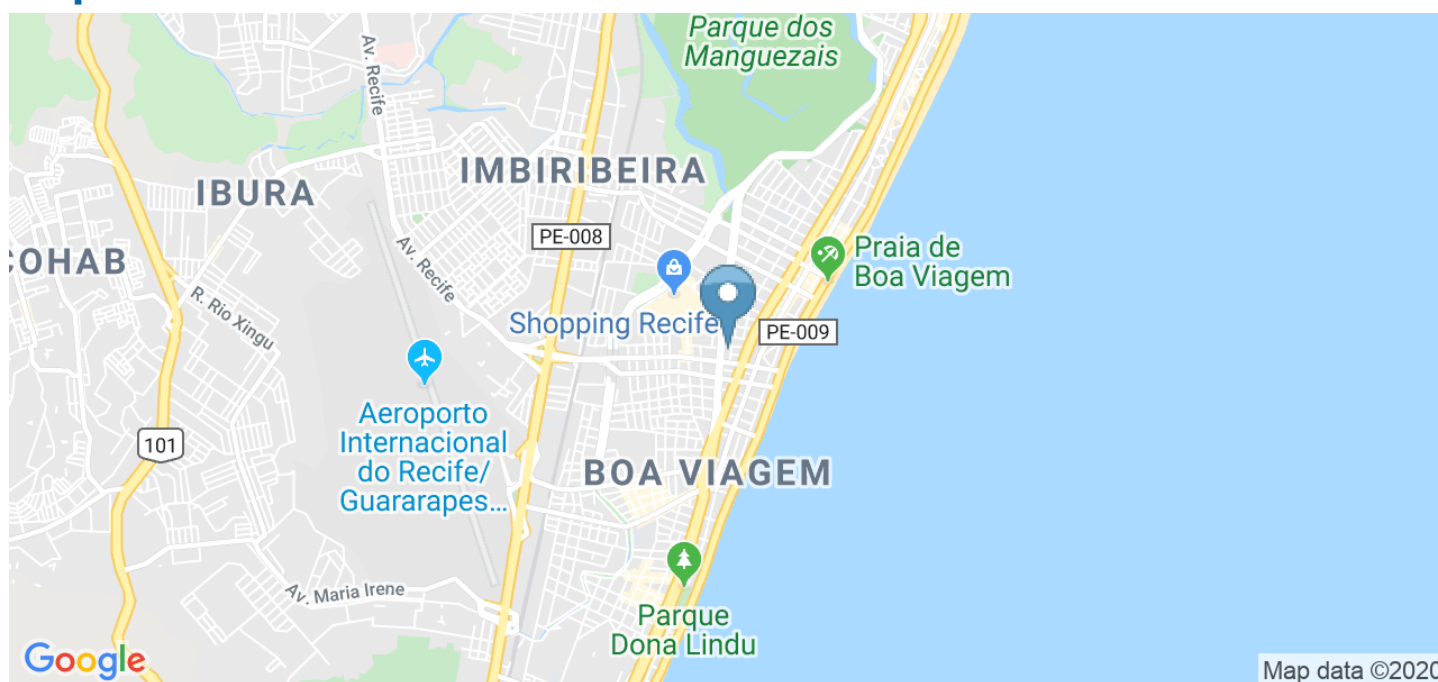 Parque dos
Manguezais
Av. Recife
IMBIRIBEIRA
IBURA
PE-008
OHAB
Av. Recife
Praia de
Boa Viagem
R. Rio Xingu
Shopping Recife
PE-009
Aeroporto
Internacional
do Recife/
Guararapes...
101
BOA VIAGEM
Av. Maria Irene
Parque
Dona Lindu
Google
Map data ©2020